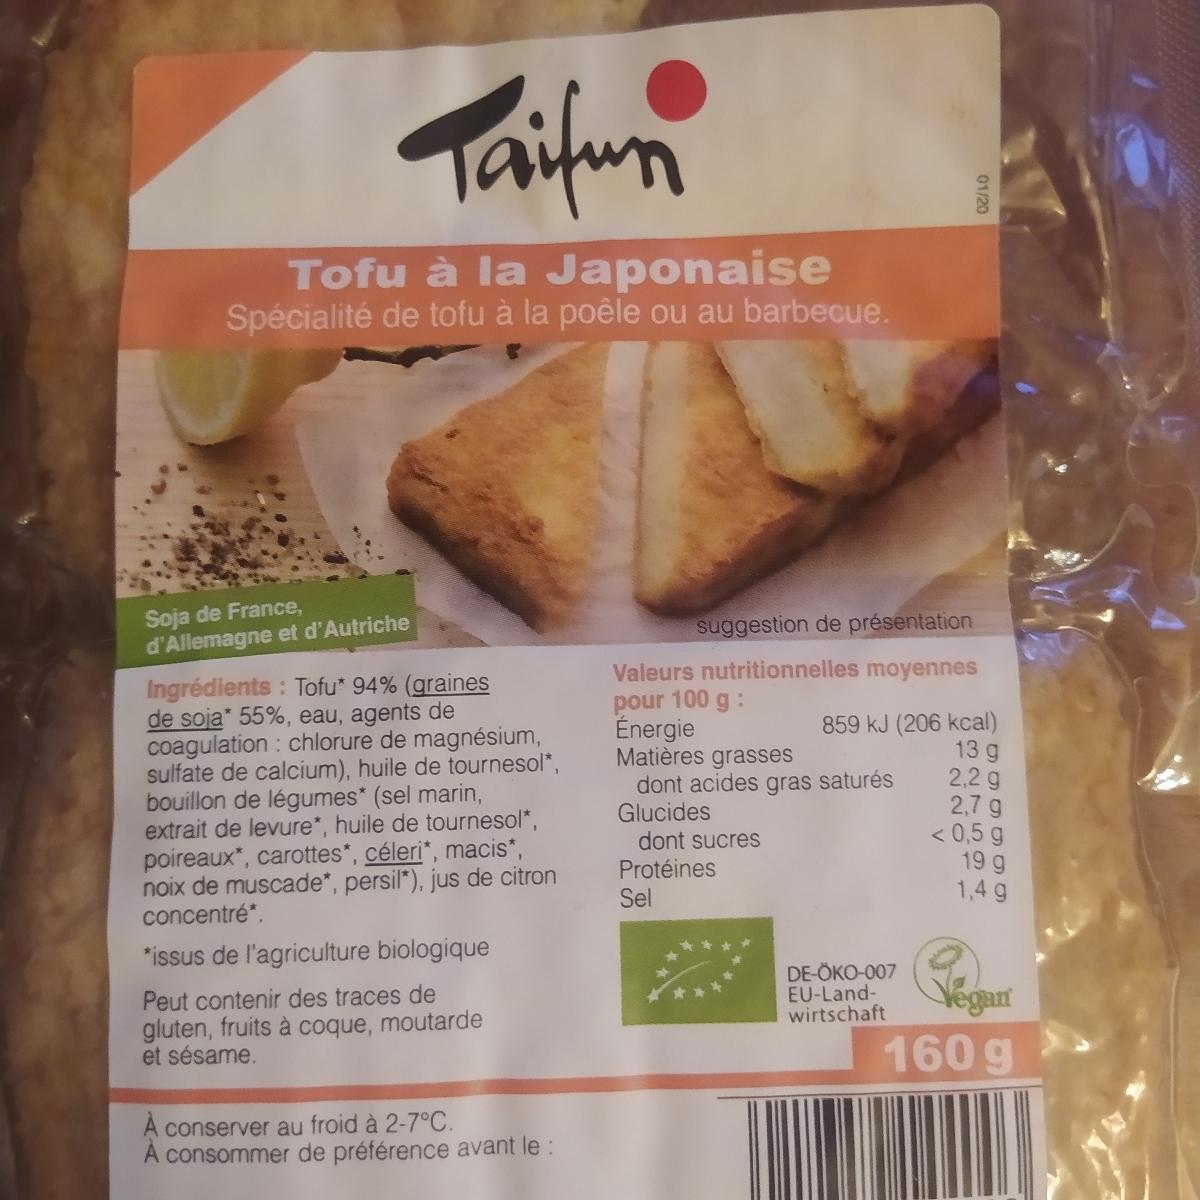 Taifun
01/20
Tofu à la Japonaise
Spécialité de tofu à la poêle ou au barbecue.
Soja de France,
d'Allemagne et d'Autriche
suggestion de présentation
Ingrédients : Tofu* 94% (graines
de soja* 55%, eau, agents de
coagulation : chlorure de magnésium,
sulfate de calcium), huile de tournesol*,
bouillon de légumes* (sel marin,
extrait de levure*, huile de tournesol*,
poireaux*, carottes*, céleri*, macis*,
noix de muscade*, persil*), jus de citron
concentré*.
*issus de l'agriculture biologique
Peut contenir des traces de
gluten, fruits à coque, moutarde
et sésame.
Valeurs nutritionnelles moyennes
pour 100 g :
Énergie 859 kJ (206 kcal)
Matières grasses 13 g
dont acides gras saturés 2,2 g
Glucides 2,7 g
dont sucres < 0,5 g
Protéines 19 g
Sel 1,4 g
DE-ÖKO-007
EU-Land-
wirtschaft
Vegan
160 g
À conserver au froid à 2-7°C.
À consommer de préférence avant le :